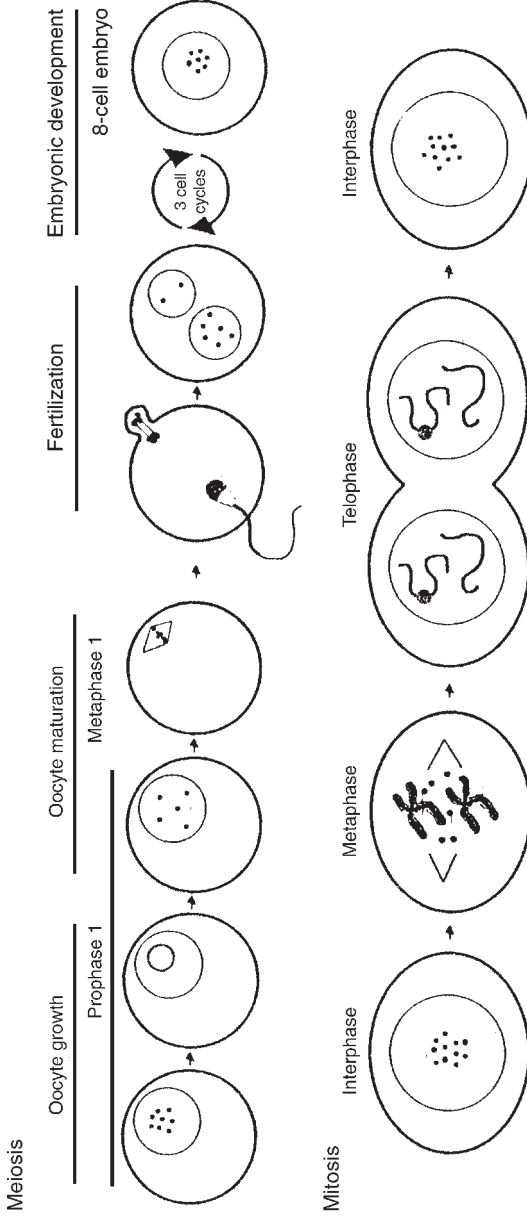 Meiosis
Oocyte growth
Oocyte maturation
Fertilization
Embryonic development
Prophase 1
Metaphase 1
8-cell embryo
3 cell
cycles
Mitosis
Interphase
Metaphase
Telophase
Interphase